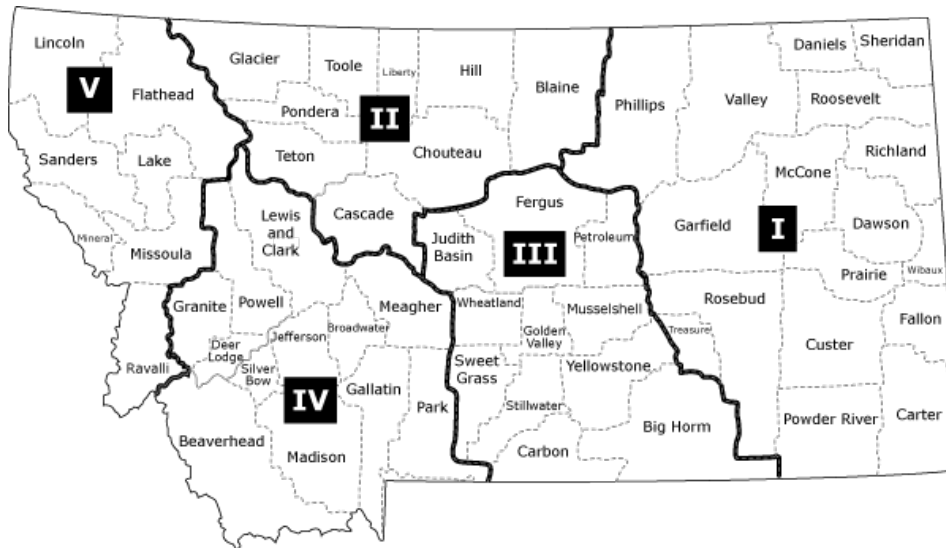 Lincoln
V
Flathead
Sanders
Lake
Mineral
Missoula
Ravalli
Glacier
Toole
Liberty
Hill
Blaine
Pondera
II
Teton
Chouteau
Cascade
Phillips
Valley
Daniels
Sheridan
Roosevelt
Richland
McCone
Garfield
I
Dawson
Prairie
Wibaux
Rosebud
Treasure
Custer
Fallon
Powder River
Carter
Fergus
Judith
Basin
III
Petroleum
Wheatland
Musselshell
Golden
Valley
Sweet
Grass
Stillwater
Yellowstone
Carbon
Big Horm
Lewis
and
Clark
Granite
Powell
Meagher
Jefferson
Broadwater
Deer
Lodge
Silver
Bow
IV
Gallatin
Park
Beaverhead
Madison